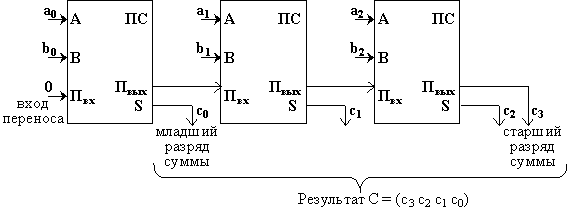 a₀ A ПС a₁ A ПС a₂ A ПС
b₀ B b₁ B b₂ B
0 Пвх Пвых Пвх Пвых Пвх Пвых
вход S S S
переноса c₀ c₁ c₂ c₃
младший старший
разряд разряд
суммы суммы
Результат C = (c₃ c₂ c₁ c₀)